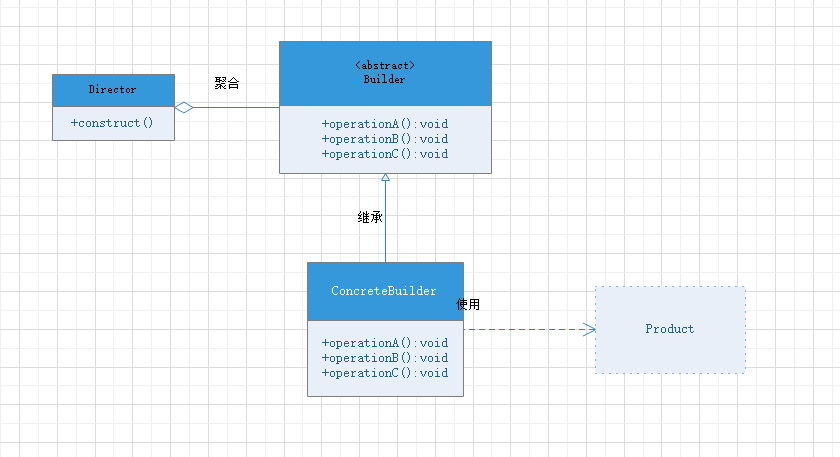 Director
+construct()
聚合
<abstract>
Builder
+operationA():void
+operationB():void
+operationC():void
继承
ConcreteBuilder
+operationA():void
+operationB():void
+operationC():void
使用
Product